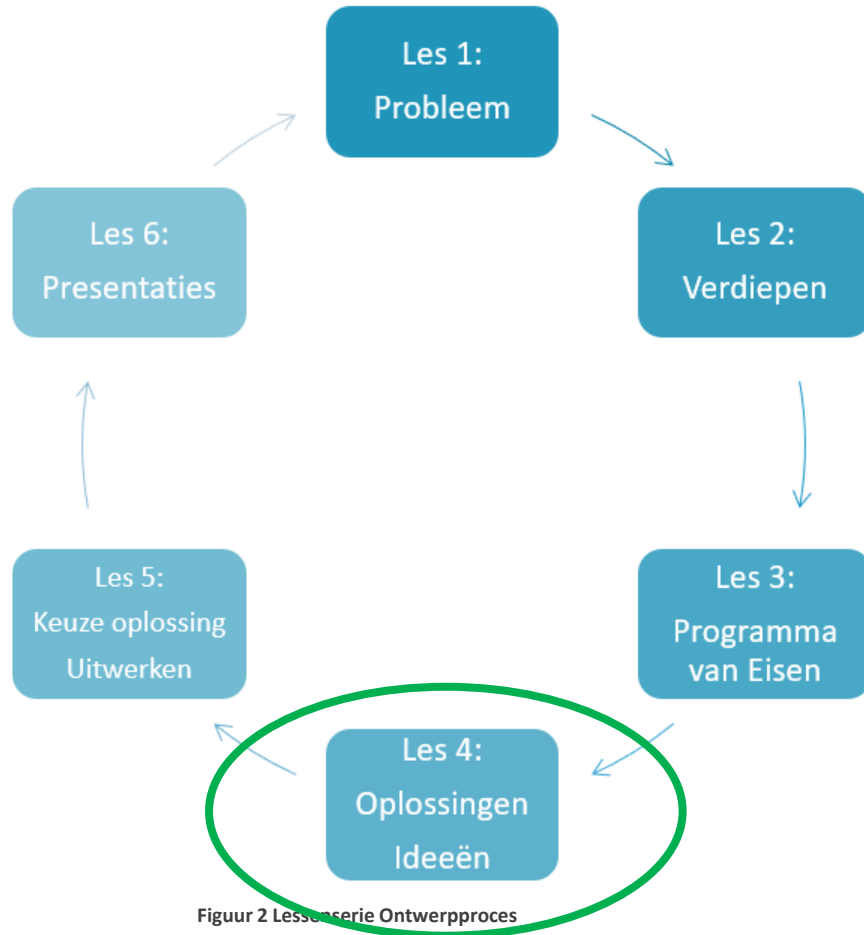 Les 1:
Probleem
Les 2:
Verdiepen
Les 3:
Programma
van Eisen
Les 4:
Oplossingen
Ideeën
Les 5:
Keuze oplossing
Uitwerken
Les 6:
Presentaties
Figuur 2 Lessenserie Ontwerpproces